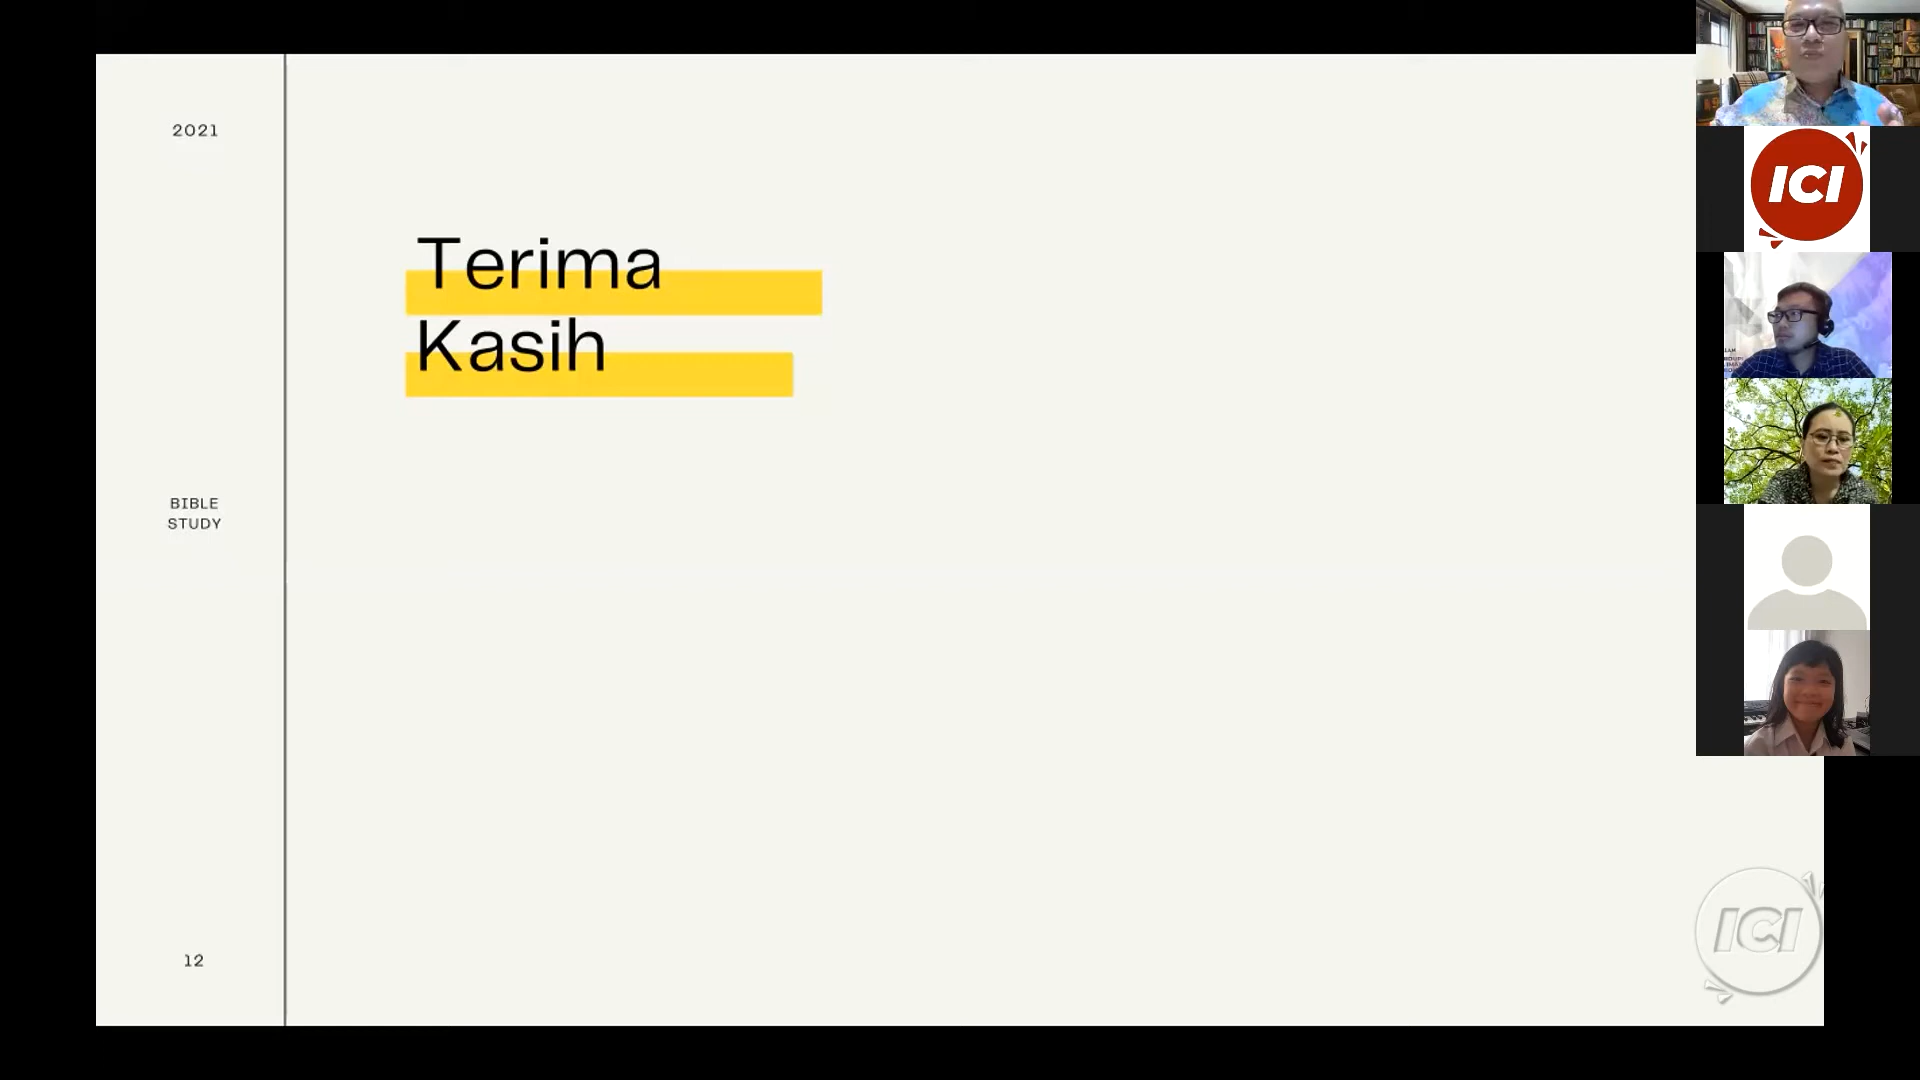 2021
Terima
Kasih
BIBLE
STUDY
12
ICI
ICI